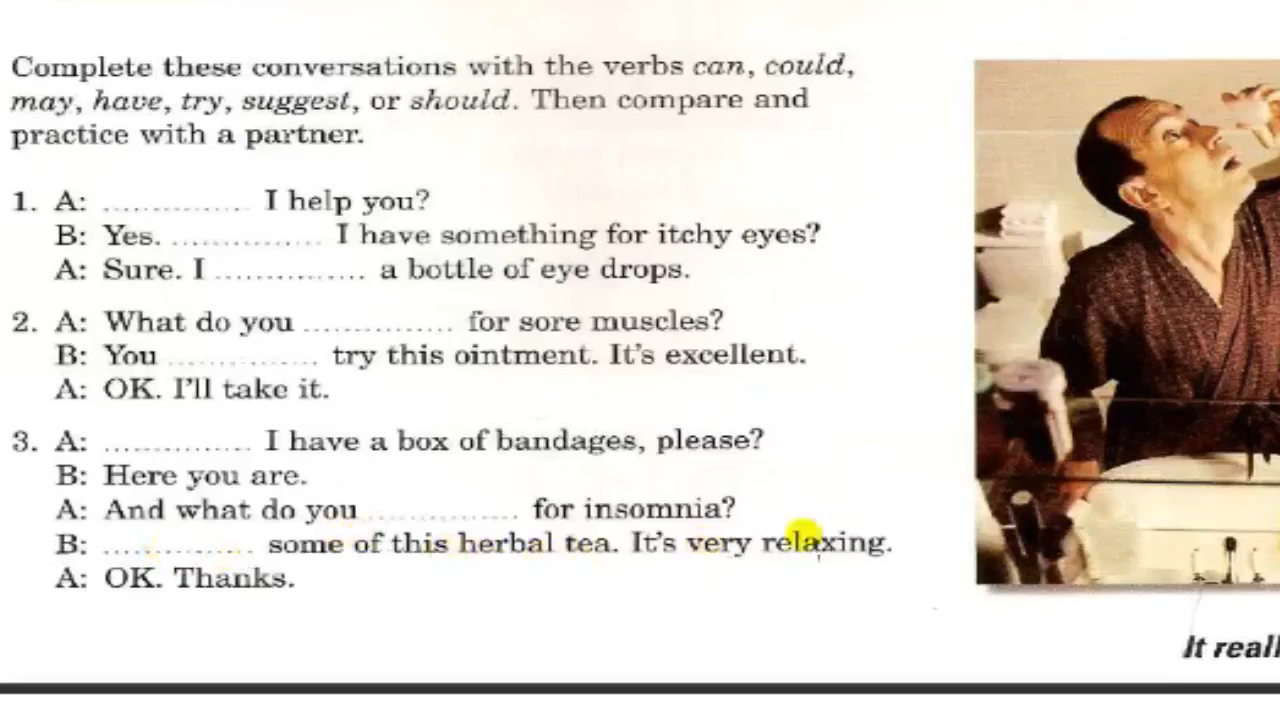 Complete these conversations with the verbs can, could,
may, have, try, suggest, or should. Then compare and
practice with a partner.
1. A: .............. I help you?
B: Yes. ............... I have something for itchy eyes?
A: Sure. I ............... a bottle of eye drops.
2. A: What do you ............... for sore muscles?
B: You ............... try this ointment. It's excellent.
A: OK. I'll take it.
3. A: ............... I have a box of bandages, please?
B: Here you are.
A: And what do you ............... for insomnia?
B: ............... some of this herbal tea. It's very relaxing.
A: OK. Thanks.
It